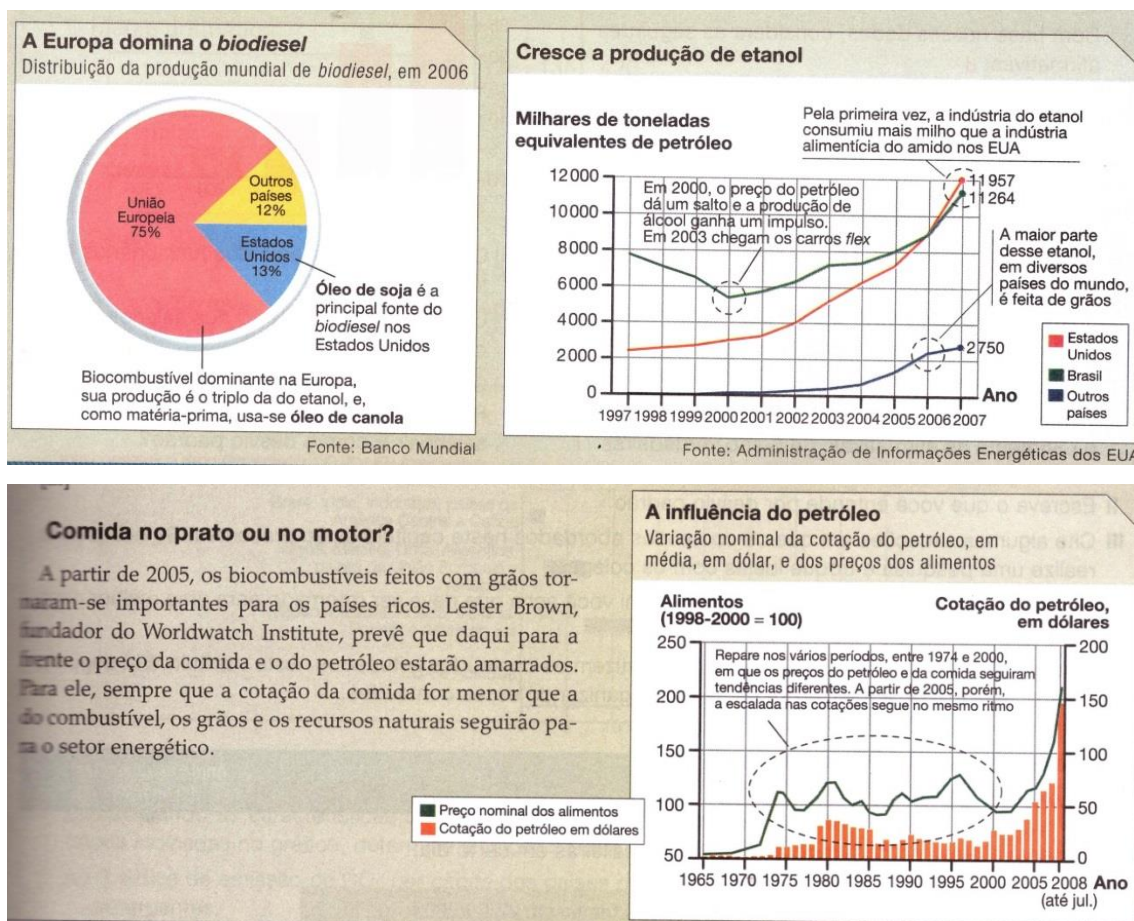 A Europa domina o biodiesel
Distribuição da produção mundial de biodiesel, em 2006
União
Europeia
75%
Outros
países
12%
Estados
Unidos
13%
Óleo de soja é a
principal fonte do
biodiesel nos
Estados Unidos
Biocombustível dominante na Europa,
sua produção é o triplo da do etanol, e,
como matéria-prima, usa-se óleo de canola
Fonte: Banco Mundial
Cresce a produção de etanol
Milhares de toneladas
equivalentes de petróleo
Pela primeira vez, a indústria do etanol
consumiu mais milho que a indústria
alimentícia do amido nos EUA
12000
10000
8000
6000
4000
2000
0
Em 2000, o preço do petróleo
dá um salto e a produção de
álcool ganha um impulso.
Em 2003 chegam os carros flex
11957
11264
A maior parte
desse etanol,
em diversos
países do mundo,
é feita de grãos
2750
Estados
Unidos
Brasil
Outros
países
Ano
1997 1998 1999 2000 2001 2002 2003 2004 2005 2006 2007
Fonte: Administração de Informações Energéticas dos EUA
Comida no prato ou no motor?
A partir de 2005, os biocombustíveis feitos com grãos tor-
naram-se importantes para os países ricos. Lester Brown,
fundador do Worldwatch Institute, prevê que daqui para a
frente o preço da comida e o do petróleo estarão amarrados.
Para ele, sempre que a cotação da comida for menor que a
do combustível, os grãos e os recursos naturais seguirão pa-
ra o setor energético.
A influência do petróleo
Variação nominal da cotação do petróleo, em
média, em dólar, e dos preços dos alimentos
Alimentos
(1998-2000 = 100)
Cotação do petróleo,
em dólares
250
200
150
100
50
200
150
100
50
0
Repare nos vários períodos, entre 1974 e 2000,
em que os preços do petróleo e da comida seguiram
tendências diferentes. A partir de 2005, porém,
a escalada nas cotações segue no mesmo ritmo
Preço nominal dos alimentos
Cotação do petróleo em dólares
1965 1970 1975 1980 1985 1990 1995 2000 2005 2008 Ano
(até jul.)